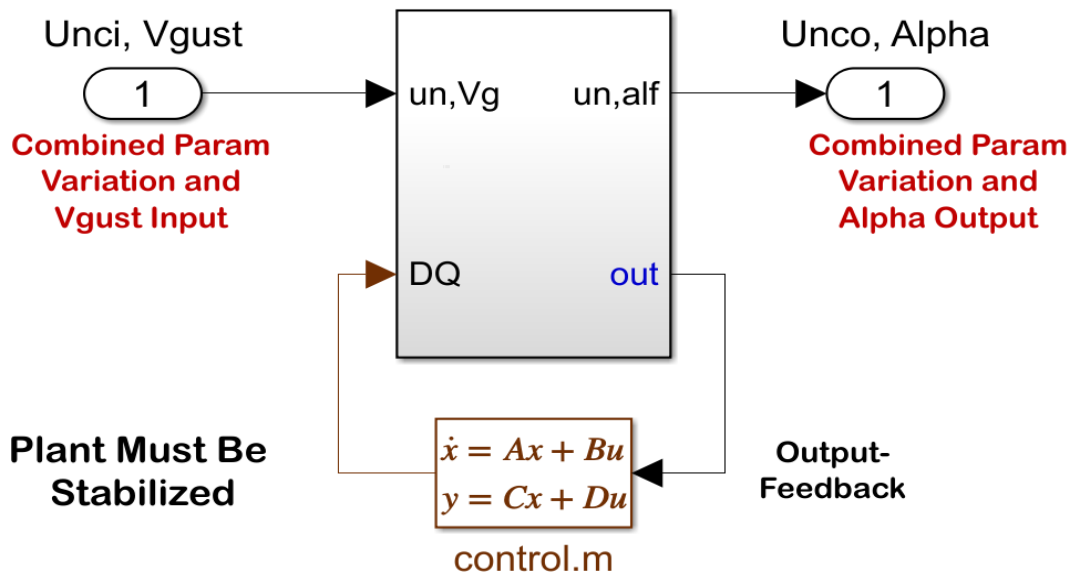 Unci, Vgust
Unco, Alpha
1
un,Vg
un,alf
1
Combined Param
Variation and
Vgust Input
Combined Param
Variation and
Alpha Output
DQ
out
Plant Must Be
Stabilized
ẋ = Ax + Bu
y = Cx + Du
Output-
Feedback
control.m